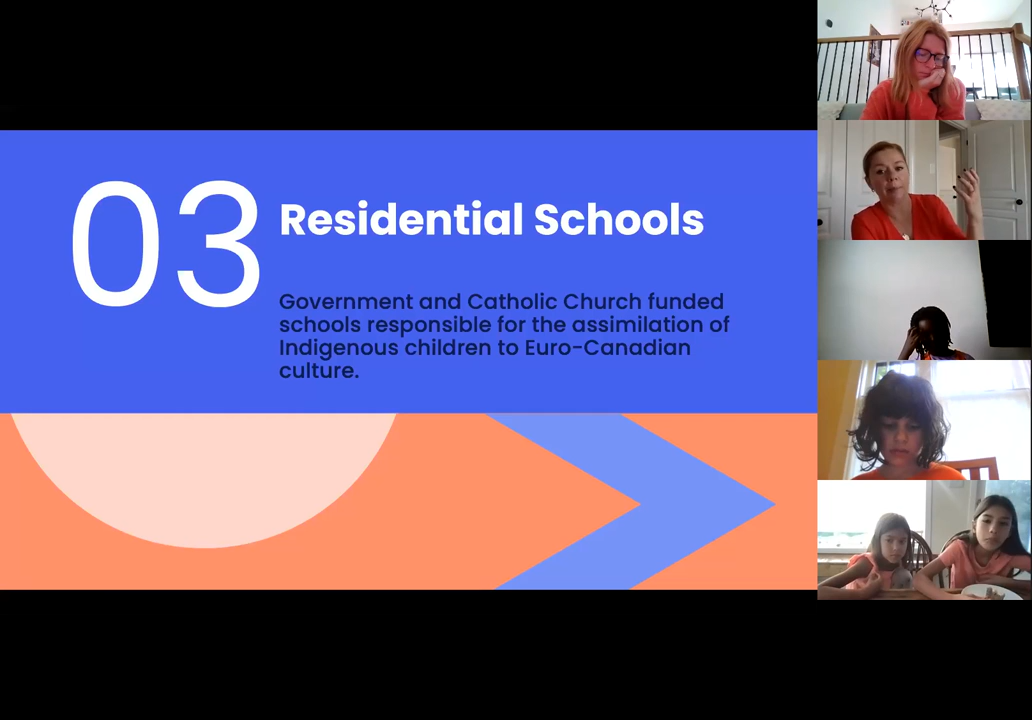 03
Residential Schools
Government and Catholic Church funded
schools responsible for the assimilation of
Indigenous children to Euro-Canadian
culture.